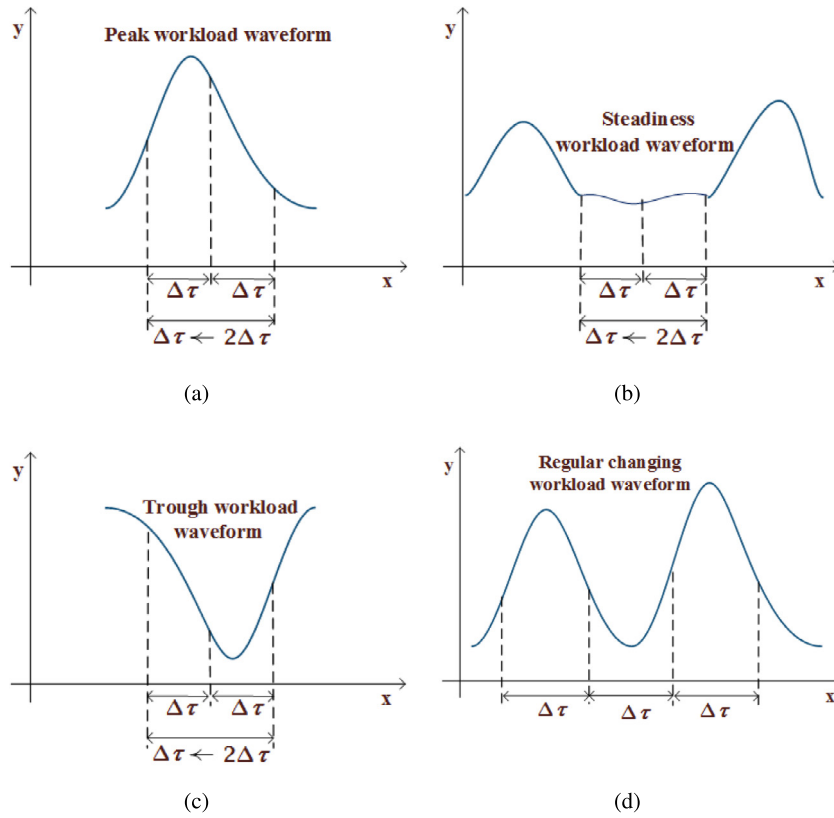 y
Peak workload waveform
x
Δτ Δτ
Δτ ← 2Δτ
(a)
y
Steadiness
workload waveform
x
Δτ Δτ
Δτ ← 2Δτ
(b)
y
Trough workload
waveform
x
Δτ Δτ
Δτ ← 2Δτ
(c)
y
Regular changing
workload waveform
x
Δτ Δτ Δτ
(d)